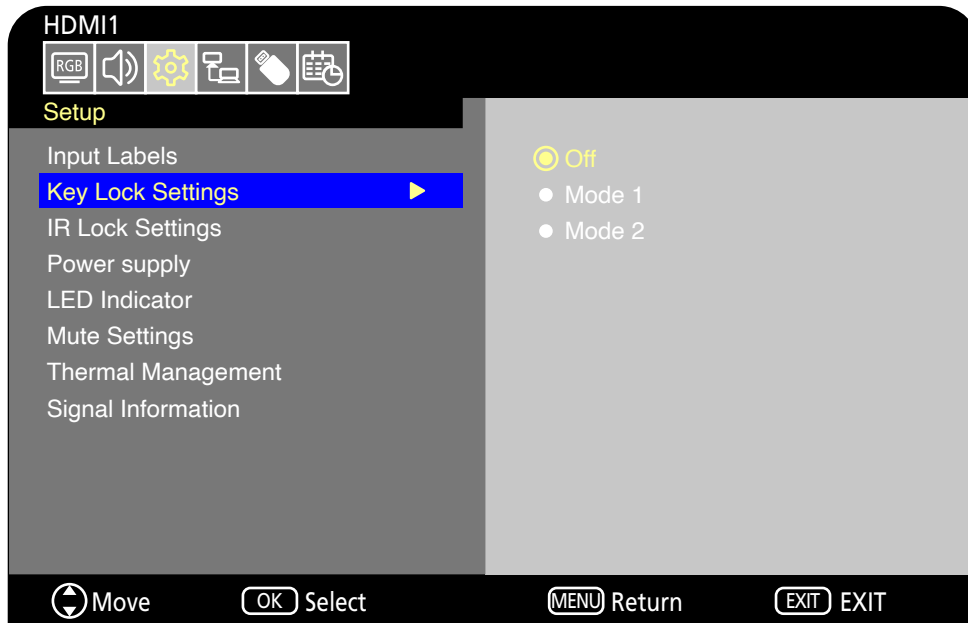 HDMI1
RGB
Setup
Input Labels
Key Lock Settings
IR Lock Settings
Power supply
LED Indicator
Mute Settings
Thermal Management
Signal Information
Off
Mode 1
Mode 2
Move OK Select MENU Return EXIT EXIT